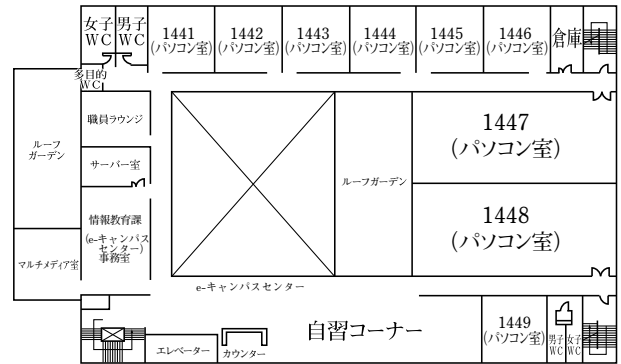 女子
WC
男子
WC
1441
(パソコン室)
1442
(パソコン室)
1443
(パソコン室)
1444
(パソコン室)
1445
(パソコン室)
1446
(パソコン室)
倉庫
多目的
WC
職員ラウンジ
ルーフ
ガーデン
サーバー室
1447
(パソコン室)
ルーフガーデン
情報教育課
(e-キャンパス
センター)
事務室
1448
(パソコン室)
マルチメディア室
e-キャンパスセンター
自習コーナー
1449
(パソコン室)
男子
WC
女子
WC
エレベーター
カウンター